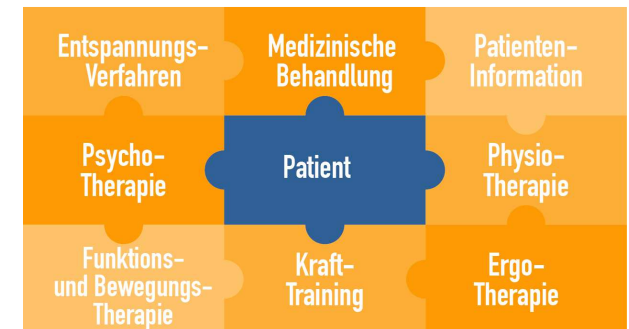 Entspannungs-
Verfahren
Medizinische
Behandlung
Patienten-
Information
Psycho-
Therapie
Patient
Physio-
Therapie
Funktions-
und Bewegungs-
Therapie
Kraft-
Training
Ergo-
Therapie